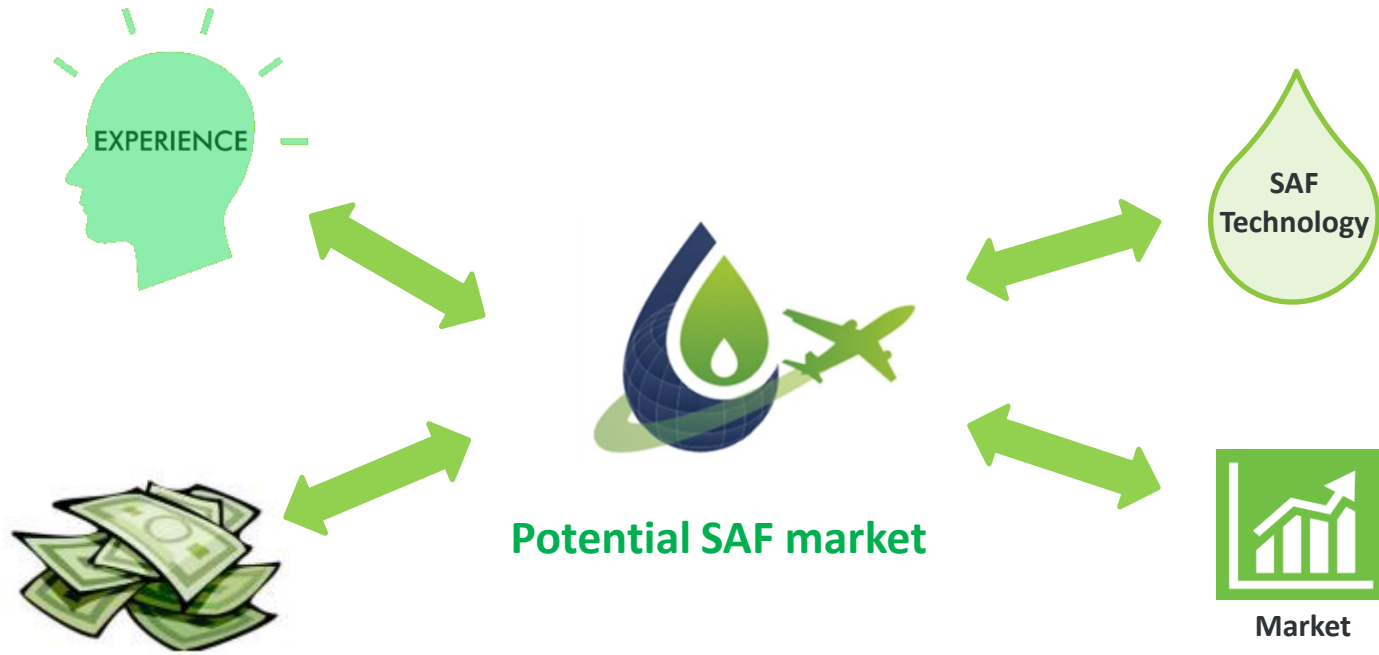 EXPERIENCE
SAF
Technology
Potential SAF market
Market